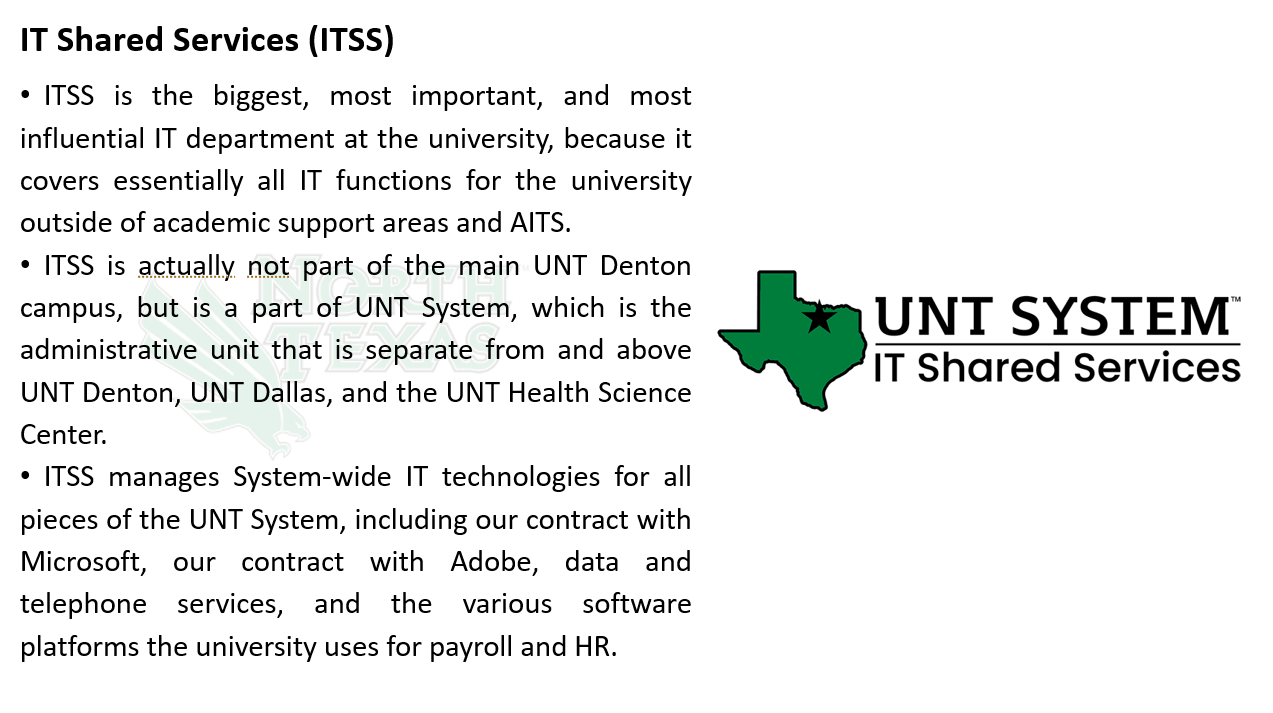 IT Shared Services (ITSS)
• ITSS is the biggest, most important, and most
influential IT department at the university, because it
covers essentially all IT functions for the university
outside of academic support areas and AITS.
• ITSS is actually not part of the main UNT Denton
campus, but is a part of UNT System, which is the
administrative unit that is separate from and above
UNT Denton, UNT Dallas, and the UNT Health Science
Center.
• ITSS manages System-wide IT technologies for all
pieces of the UNT System, including our contract with
Microsoft, our contract with Adobe, data and
telephone services, and the various software
platforms the university uses for payroll and HR.
NORTH
TEXAS
UNT SYSTEM™
IT Shared Services